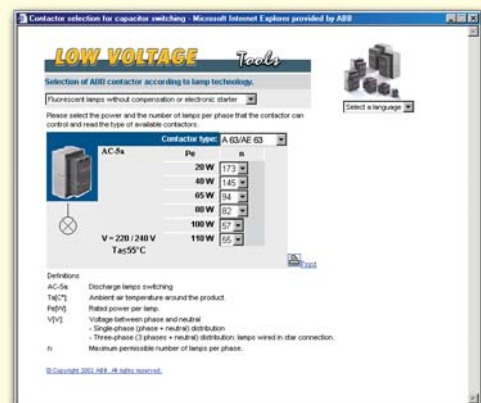 Contactor selection for capacitor switching - Microsoft Internet Explorer provided by ABB
LOW VOLTAGE Tools
Selection of ABB contactor according to lamp technology.
Fluorescent lamps without compensation or electronic starter
Select a language
Please select the power and the number of lamps per phase that the contactor can
control and read the type of available contactors.
Contactor type: A 63/AE 63
AC-5a Pe n
20 W 173
40 W 145
65 W 94
80 W 82
100 W 57
V = 220 / 240 V 110 W 55
Ta≤55°C
Print
Definitions
AC-5a: Discharge lamps switching
Ta[C°]: Ambient air temperature around the product.
Pe[W]: Rated power per lamp.
V[V]: Voltage between phase and neutral
- Single-phase (phase + neutral) distribution
- Three-phase (3 phases + neutral) distribution: lamps wired in star connection.
n: Maximum permissible number of lamps per phase.
© Copyright 2002 ABB. All rights reserved.